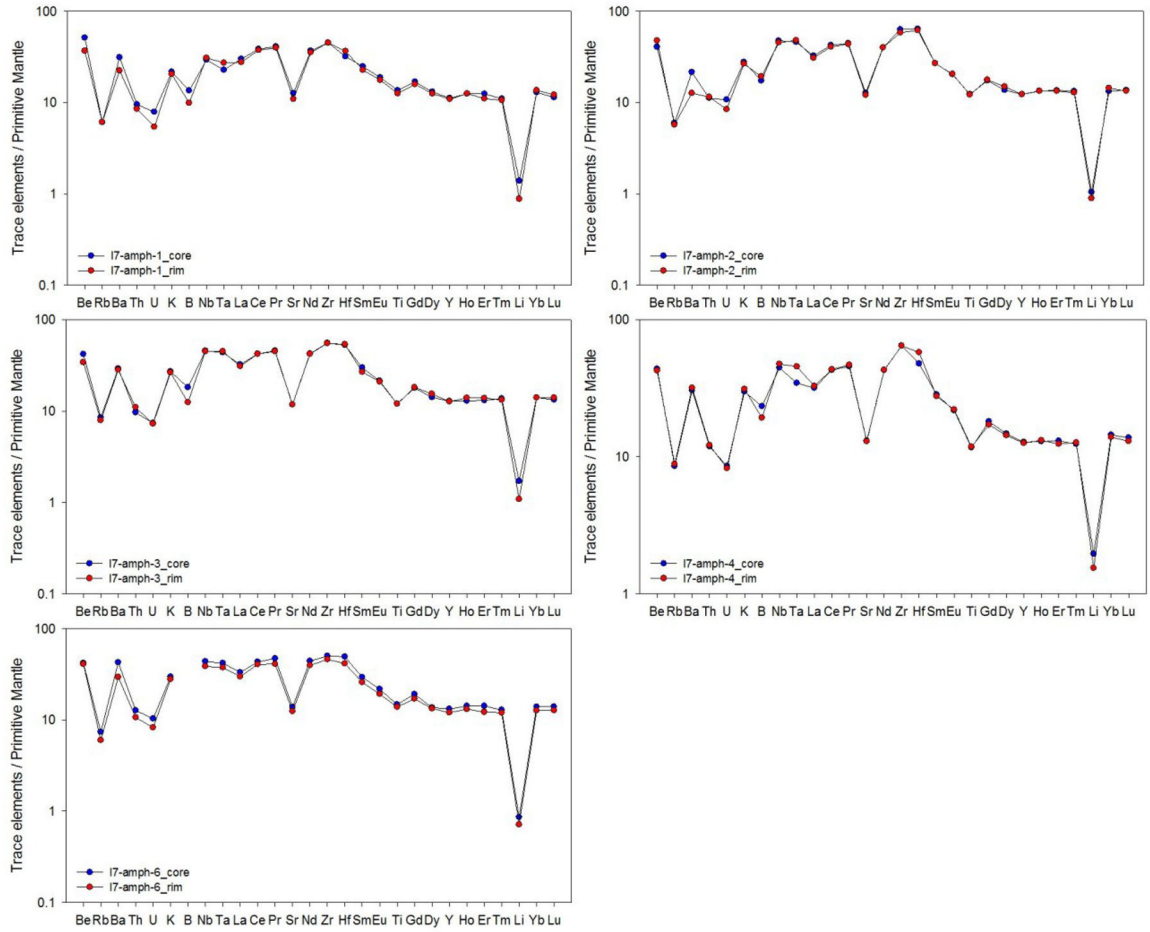 Trace elements / Primitive Mantle
100
10
1
0.1
I7-amph-1_core
I7-amph-1_rim
Be Rb Ba Th U K B Nb Ta La Ce Pr Sr Nd Zr Hf Sm Eu Ti Gd Dy Y Ho Er Tm Li Yb Lu
Trace elements / Primitive Mantle
100
10
1
0.1
I7-amph-2_core
I7-amph-2_rim
Be Rb Ba Th U K B Nb Ta La Ce Pr Sr Nd Zr Hf Sm Eu Ti Gd Dy Y Ho Er Tm Li Yb Lu
Trace elements / Primitive Mantle
100
10
1
0.1
I7-amph-3_core
I7-amph-3_rim
Be Rb Ba Th U K B Nb Ta La Ce Pr Sr Nd Zr Hf Sm Eu Ti Gd Dy Y Ho Er Tm Li Yb Lu
Trace elements / Primitive Mantle
100
10
1
I7-amph-4_core
I7-amph-4_rim
Be Rb Ba Th U K B Nb Ta La Ce Pr Sr Nd Zr Hf Sm Eu Ti Gd Dy Y Ho Er Tm Li Yb Lu
Trace elements / Primitive Mantle
100
10
1
0.1
I7-amph-6_core
I7-amph-6_rim
Be Rb Ba Th U K B Nb Ta La Ce Pr Sr Nd Zr Hf Sm Eu Ti Gd Dy Y Ho Er Tm Li Yb Lu